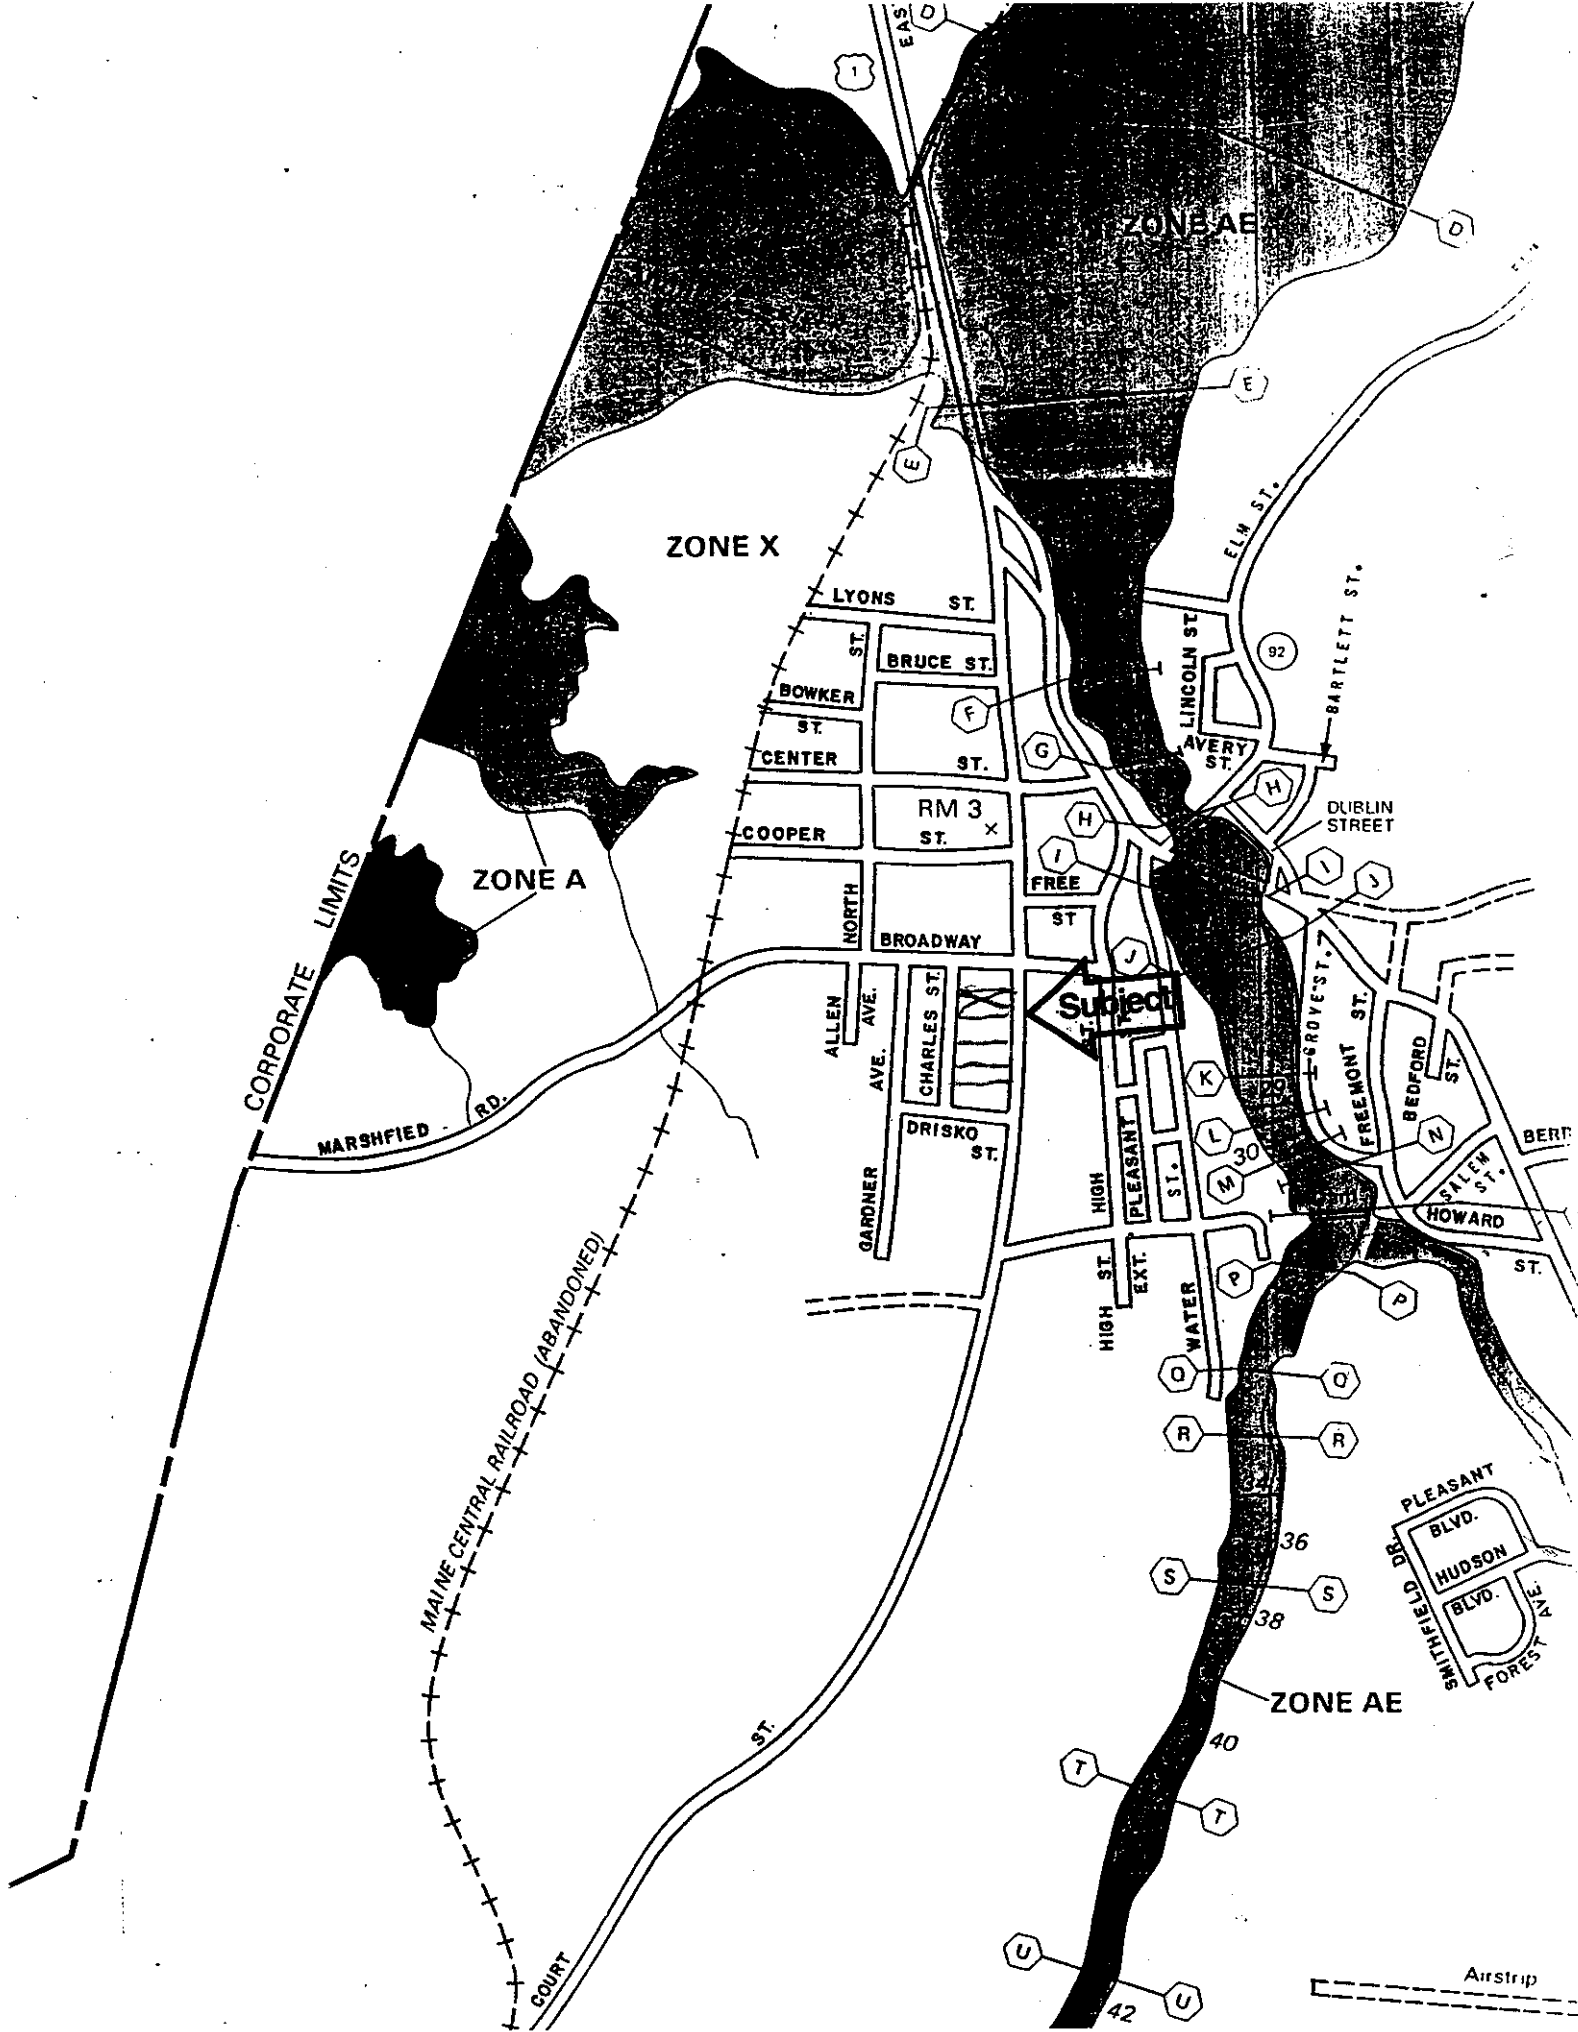 EAS
D
1
ZONE AE
D
E
E
ZONE X
ELM ST.
LYONS ST.
ST.
BRUCE ST.
BOWKER
ST.
LINCOLN ST.
92
BARTLETT ST.
F
G
AVERY
ST.
CENTER ST.
H
H
RM 3
DUBLIN
STREET
COOPER ST.
I
I
J
ZONE A
FREE
ST
NORTH
BROADWAY
J
CORPORATE LIMITS
Subject
ST.
ALLEN
AVE.
CHARLES ST.
AVE.
GROVE ST.
FREEMONT ST.
BEDFORD
ST.
K
L
30
M
N
MARSHFIED RD.
DRISKO
ST.
GARDNER
HIGH
PLEASANT
ST.
SALEM
ST.
HOWARD
ST.
HIGH ST.
EXT.
WATER
P
P
MAINE CENTRAL RAILROAD (ABANDONED)
Q
Q
R
R
PLEASANT
BLVD.
HUDSON
BLVD.
SMITHFIELD DR.
FOREST AVE.
36
S
S
38
ZONE AE
40
T
T
COURT ST.
U
U
42
Airstrip